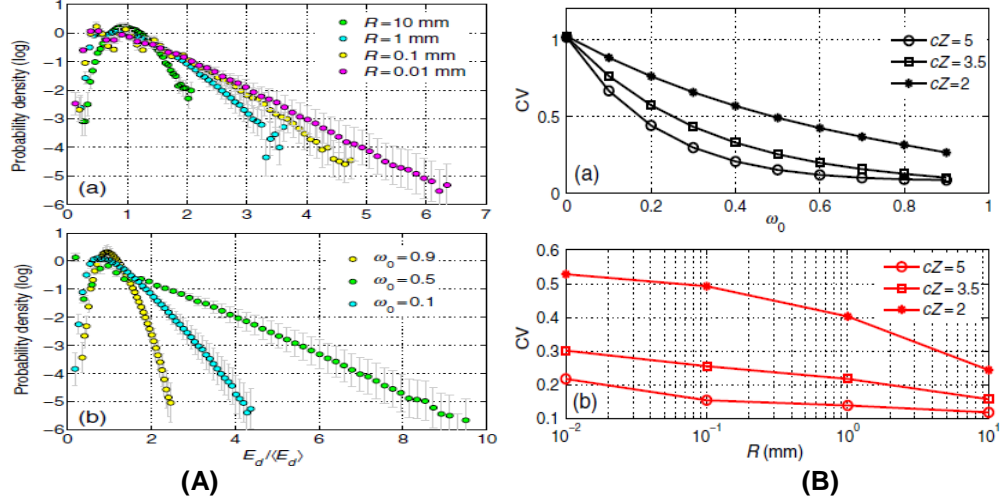 Probability density (log)
1
0
−1
−2
−3
−4
−5
−6
R=10 mm
R=1 mm
R=0.1 mm
R=0.01 mm
(a)
0 1 2 3 4 5 6 7
Probability density (log)
1
0
−1
−2
−3
−4
−5
−6
ω0=0.9
ω0=0.5
ω0=0.1
(b)
0 2 4 6 8 10
Ed/⟨Ed⟩
(A)
CV
1
0.5
0
cZ=5
cZ=3.5
cZ=2
(a)
0 0.2 0.4 0.6 0.8 1
ω0
CV
0.6
0.5
0.4
0.3
0.2
0.1
cZ=5
cZ=3.5
cZ=2
(b)
10−2 10−1 100 101
R (mm)
(B)